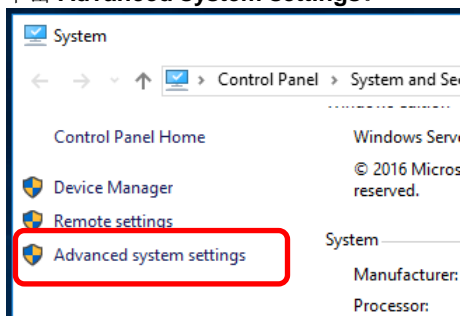 Advanced system settings
System
Control Panel > System and Se
Control Panel Home
Windows Serve
© 2016 Micros
reserved.
Device Manager
Remote settings
Advanced system settings
System
Manufacturer:
Processor: